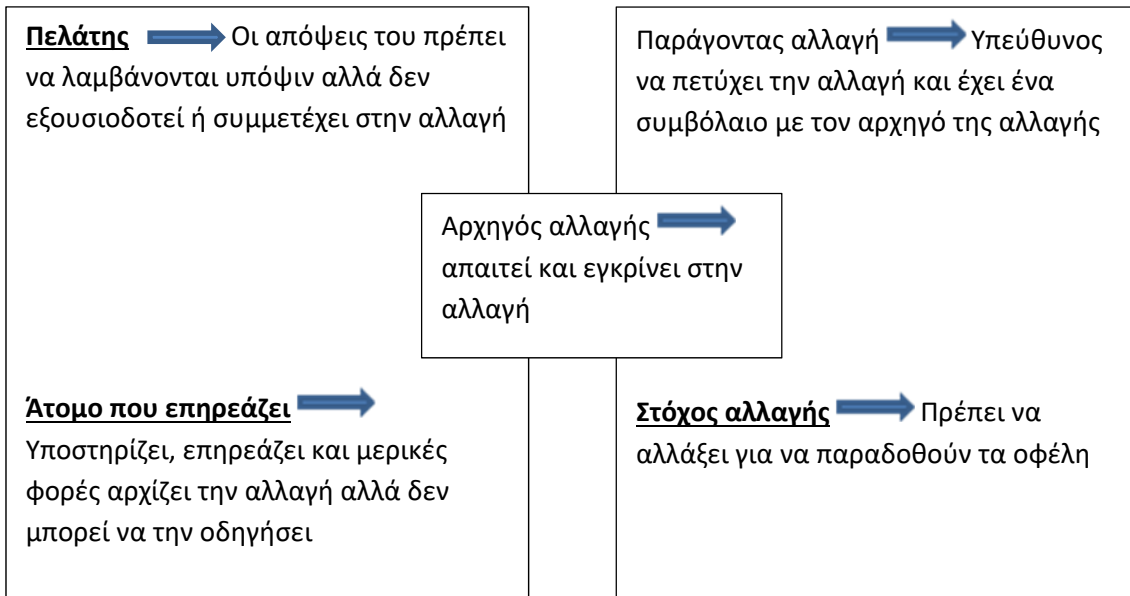 Πελάτης Οι απόψεις του πρέπει
να λαμβάνονται υπόψιν αλλά δεν
εξουσιοδοτεί ή συμμετέχει στην αλλαγή
Παράγοντας αλλαγή Υπεύθυνος
να πετύχει την αλλαγή και έχει ένα
συμβόλαιο με τον αρχηγό της αλλαγής
Αρχηγός αλλαγής
απαιτεί και εγκρίνει στην
αλλαγή
Άτομο που επηρεάζει
Υποστηρίζει, επηρεάζει και μερικές
φορές αρχίζει την αλλαγή αλλά δεν
μπορεί να την οδηγήσει
Στόχος αλλαγής Πρέπει να
αλλάξει για να παραδοθούν τα οφέλη